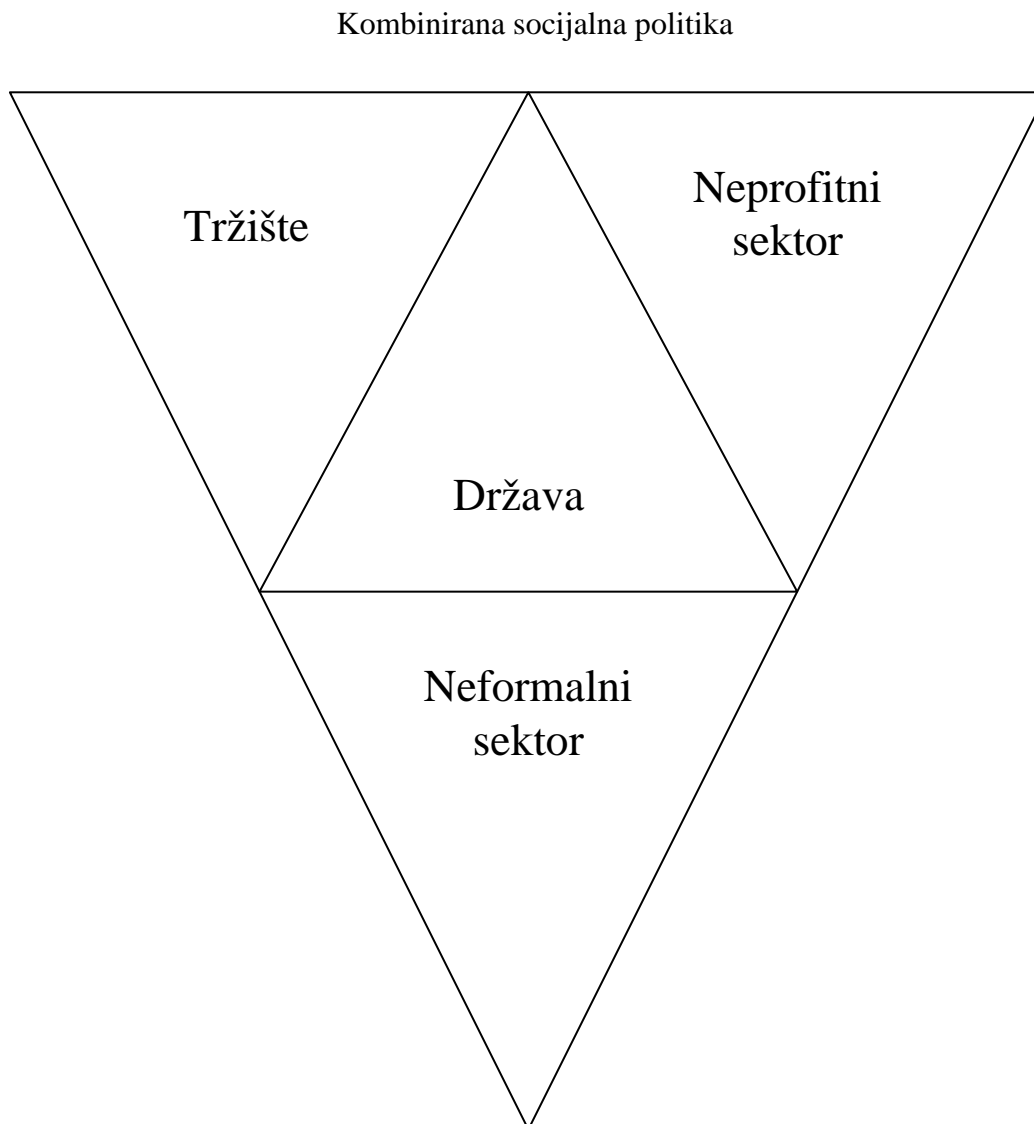 Kombinirana socijalna politika
Tržište
Neprofitni
sektor
Država
Neformalni
sektor